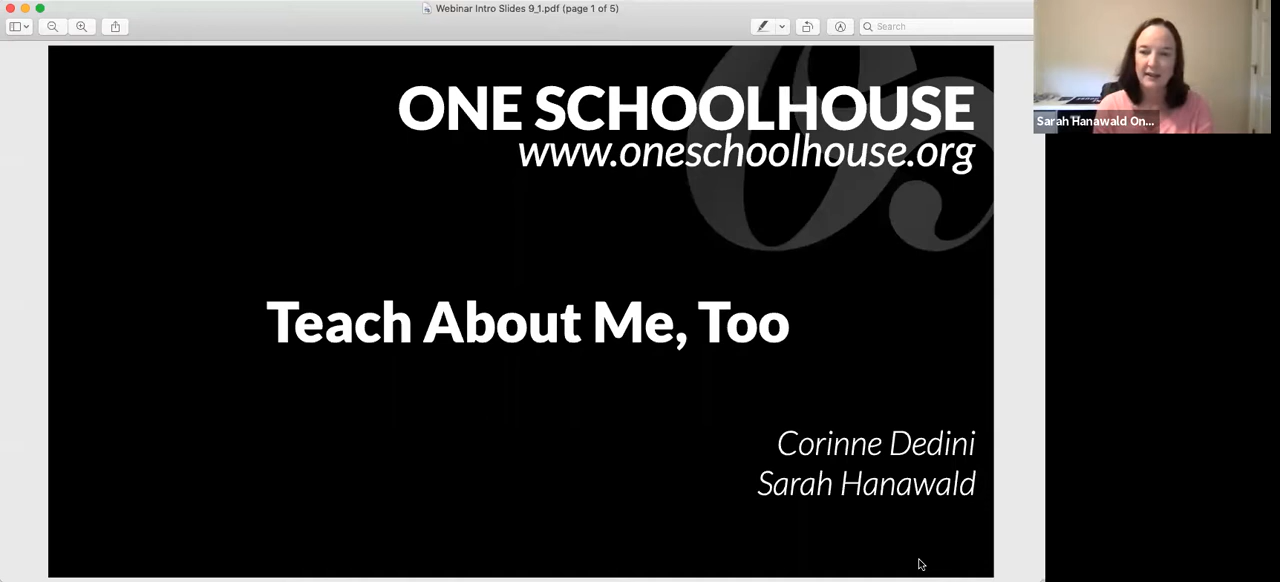 Webinar Intro Slides 9_1.pdf (page 1 of 5)
Search
ONE SCHOOLHOUSE
www.oneschoolhouse.org
Sarah Hanawald On...
Teach About Me, Too
Corinne Dedini
Sarah Hanawald